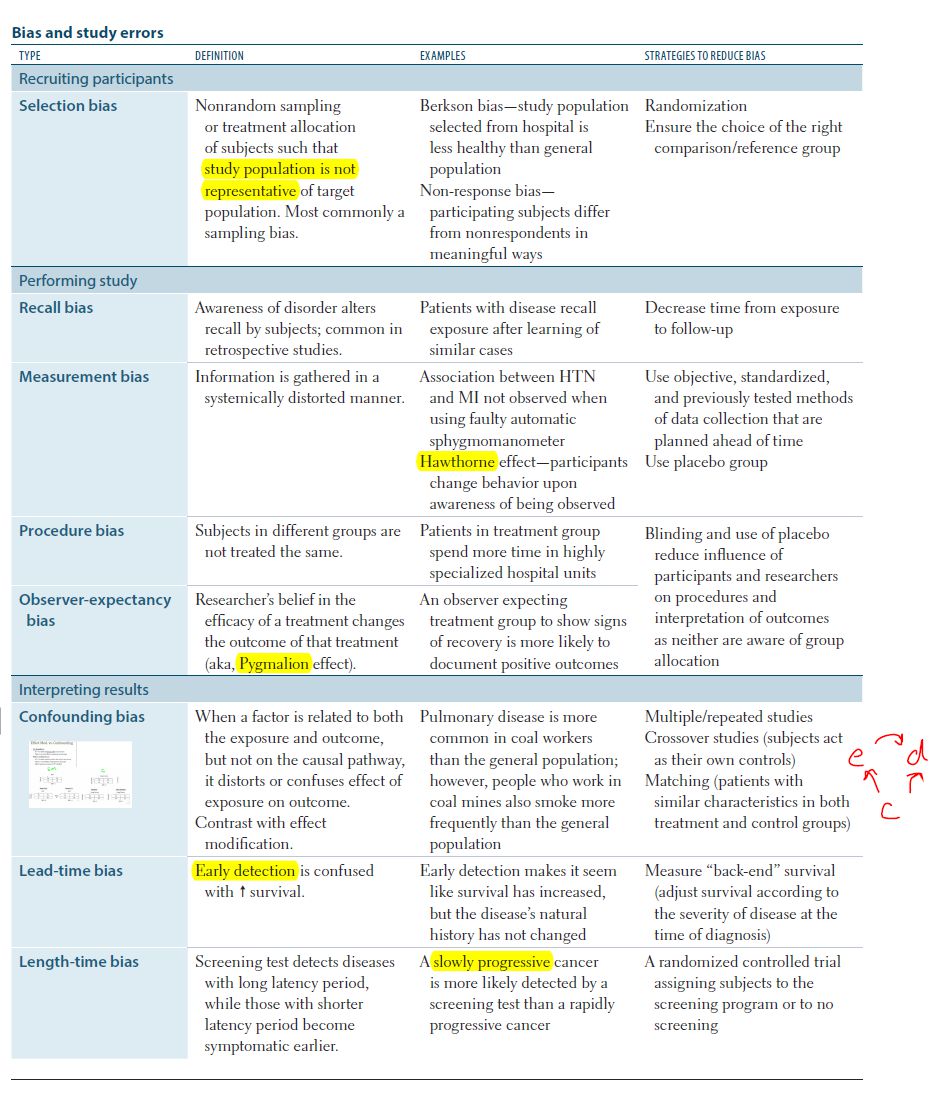 Bias and study errors
TYPE DEFINITION EXAMPLES STRATEGIES TO REDUCE BIAS
Recruiting participants
Selection bias
Nonrandom sampling
or treatment allocation
of subjects such that
study population is not
representative of target
population. Most commonly a
sampling bias.
Berkson bias—study population
selected from hospital is
less healthy than general
population
Non-response bias—
participating subjects differ
from nonrespondents in
meaningful ways
Randomization
Ensure the choice of the right
comparison/reference group
Performing study
Recall bias
Awareness of disorder alters
recall by subjects; common in
retrospective studies.
Patients with disease recall
exposure after learning of
similar cases
Decrease time from exposure
to follow-up
Measurement bias
Information is gathered in a
systemically distorted manner.
Association between HTN
and MI not observed when
using faulty automatic
sphygmomanometer
Hawthorne effect—participants
change behavior upon
awareness of being observed
Use objective, standardized,
and previously tested methods
of data collection that are
planned ahead of time
Use placebo group
Procedure bias
Subjects in different groups are
not treated the same.
Patients in treatment group
spend more time in highly
specialized hospital units
Blinding and use of placebo
reduce influence of
participants and researchers
on procedures and
interpretation of outcomes
as neither are aware of group
allocation
Observer-expectancy
bias
Researcher’s belief in the
efficacy of a treatment changes
the outcome of that treatment
(aka, Pygmalion effect).
An observer expecting
treatment group to show signs
of recovery is more likely to
document positive outcomes
Interpreting results
Confounding bias
When a factor is related to both
the exposure and outcome,
but not on the causal pathway,
it distorts or confuses effect of
exposure on outcome.
Contrast with effect
modification.
Pulmonary disease is more
common in coal workers
than the general population;
however, people who work in
coal mines also smoke more
frequently than the general
population
Multiple/repeated studies
Crossover studies (subjects act
as their own controls)
Matching (patients with
similar characteristics in both
treatment and control groups)
e d
c
Lead-time bias
Early detection is confused
with ↑ survival.
Early detection makes it seem
like survival has increased,
but the disease’s natural
history has not changed
Measure “back-end” survival
(adjust survival according to
the severity of disease at the
time of diagnosis)
Length-time bias
Screening test detects diseases
with long latency period,
while those with shorter
latency period become
symptomatic earlier.
A slowly progressive cancer
is more likely detected by a
screening test than a rapidly
progressive cancer
A randomized controlled trial
assigning subjects to the
screening program or to no
screening